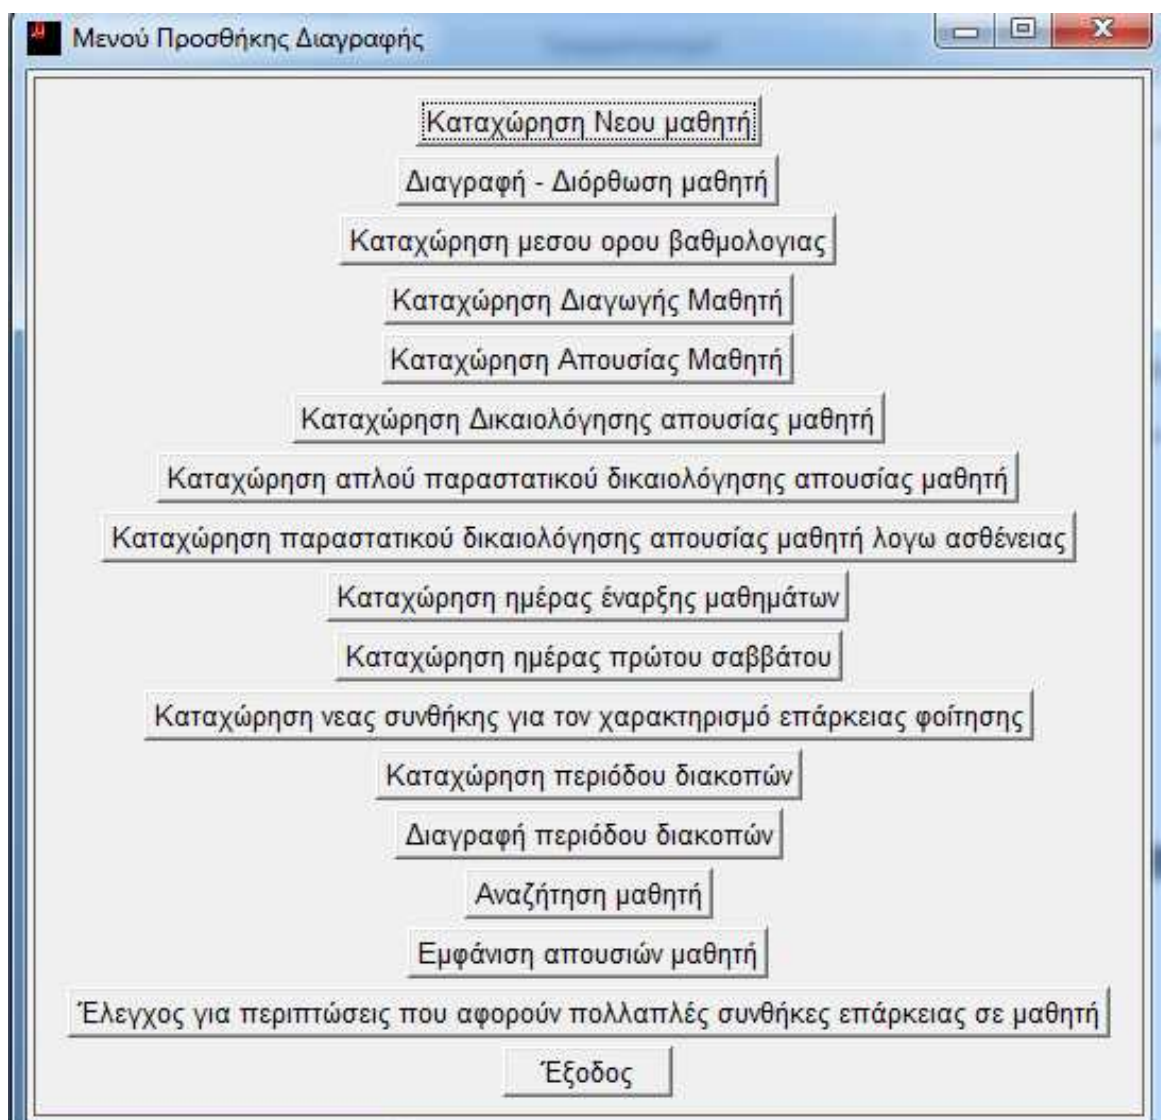 Μενού Προσθήκης Διαγραφής
Καταχώρηση Νεου μαθητή
Διαγραφή - Διόρθωση μαθητή
Καταχώρηση μεσου ορου βαθμολογιας
Καταχώρηση Διαγωγής Μαθητή
Καταχώρηση Απουσίας Μαθητή
Καταχώρηση Δικαιολόγησης απουσίας μαθητή
Καταχώρηση απλού παραστατικού δικαιολόγησης απουσίας μαθητή
Καταχώρηση παραστατικού δικαιολόγησης απουσίας μαθητή λογω ασθένειας
Καταχώρηση ημέρας έναρξης μαθημάτων
Καταχώρηση ημέρας πρώτου σαββάτου
Καταχώρηση νεας συνθήκης για τον χαρακτηρισμό επάρκειας φοίτησης
Καταχώρηση περιόδου διακοπών
Διαγραφή περιόδου διακοπών
Αναζήτηση μαθητή
Εμφάνιση απουσιών μαθητή
Έλεγχος για περιπτώσεις που αφορούν πολλαπλές συνθήκες επάρκειας σε μαθητή
Έξοδος